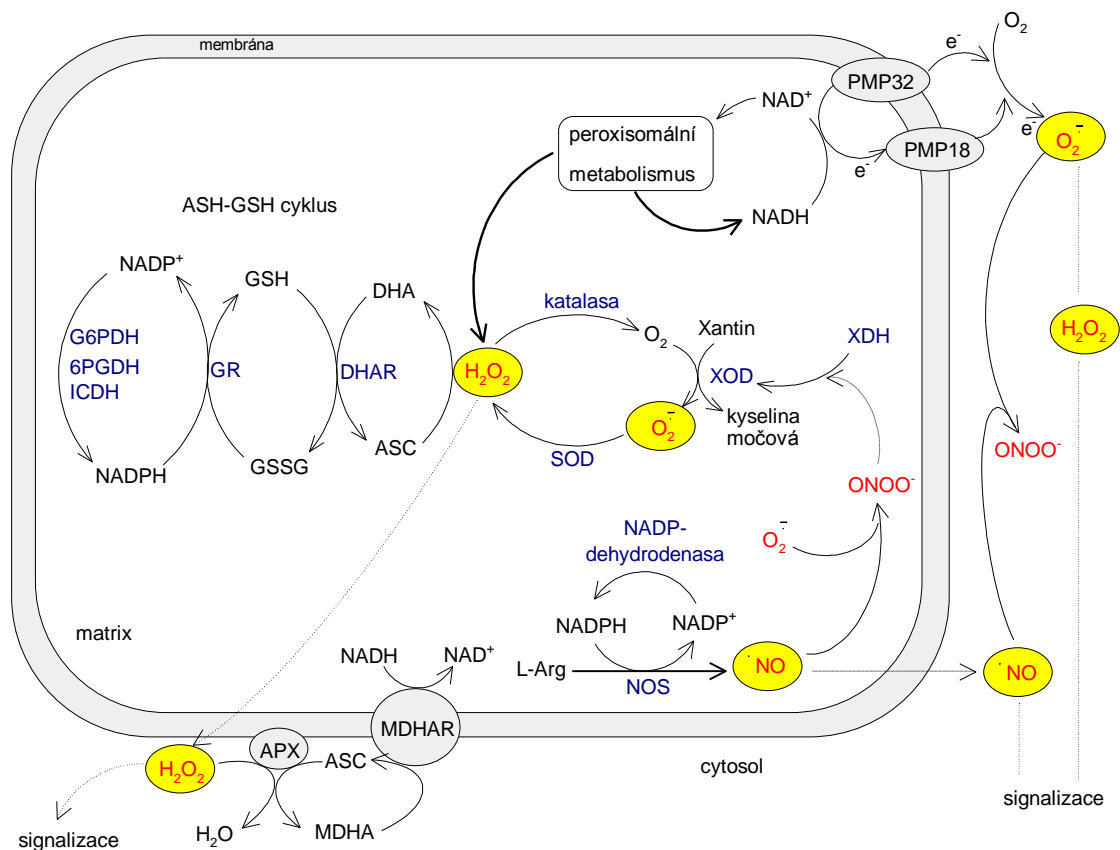 O₂
membrána
e⁻
PMP32
NAD⁺
e⁻
O₂•⁻
peroxisomální
metabolismus
PMP18
e⁻
ASH-GSH cyklus
NADH
NADP⁺
GSH
DHA
katalasa
O₂
Xantin
XDH
H₂O₂
G6PDH
6PGDH
ICDH
GR
DHAR
H₂O₂
XOD
O₂•⁻
kyselina
močová
ASC
SOD
NADPH
GSSG
ONOO⁻
ONOO⁻
NADP-
dehydrodenasa
O₂•⁻
matrix
NADPH
NADP⁺
NADH
NAD⁺
L-Arg
NOS
˙NO
˙NO
MDHAR
APX
H₂O₂
ASC
cytosol
signalizace
H₂O
MDHA
signalizace